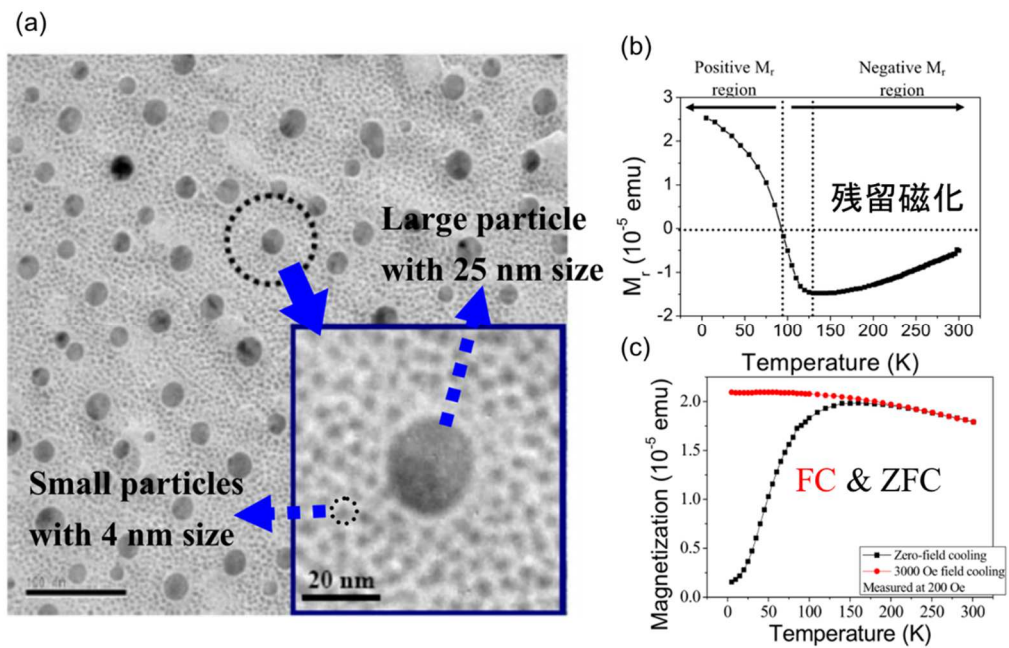 (a)
Large particle
with 25 nm size
Small particles
with 4 nm size
20 nm
100 nm
(b)
Positive Mr
region
Negative Mr
region
3
2
1
0
-1
-2
Mr (10-5 emu)
残留磁化
0 50 100 150 200 250 300
Temperature (K)
(c)
2.0
1.5
1.0
0.5
0.0
Magnetization (10-5 emu)
FC & ZFC
Zero-field cooling
3000 Oe field cooling
Measured at 200 Oe
0 50 100 150 200 250 300
Temperature (K)